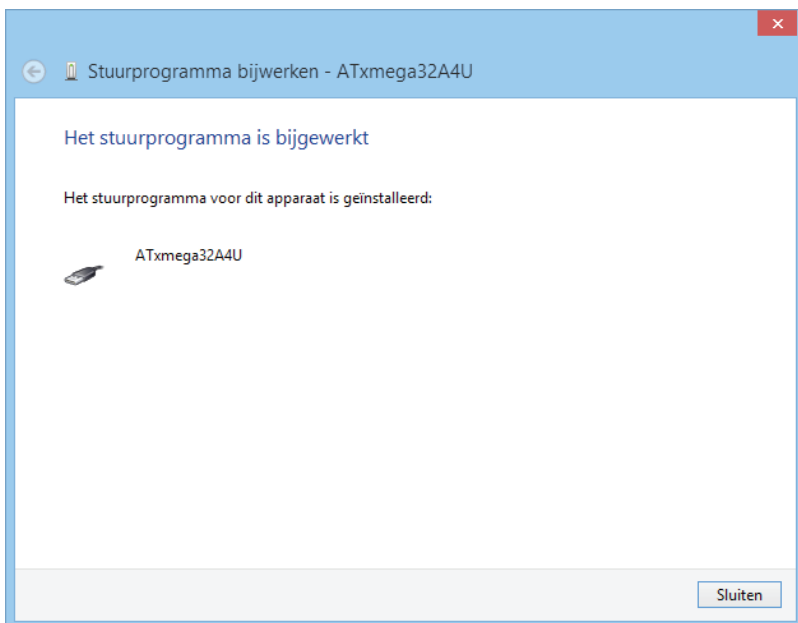 Stuurprogramma bijwerken - ATxmega32A4U
Het stuurprogramma is bijgewerkt
Het stuurprogramma voor dit apparaat is geïnstalleerd:
ATxmega32A4U
Sluiten